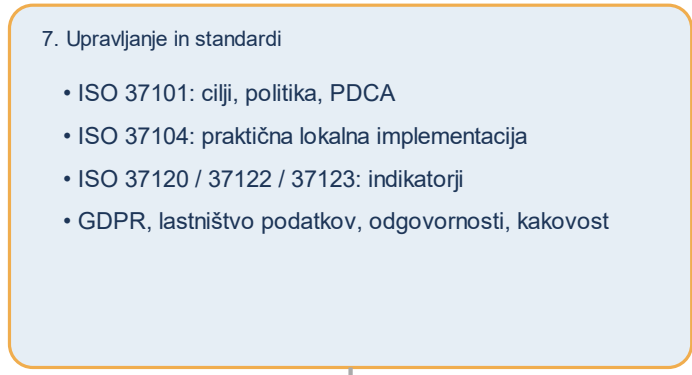 7. Upravljanje in standardi
• ISO 37101: cilji, politika, PDCA
• ISO 37104: praktična lokalna implementacija
• ISO 37120 / 37122 / 37123: indikatorji
• GDPR, lastništvo podatkov, odgovornosti, kakovost